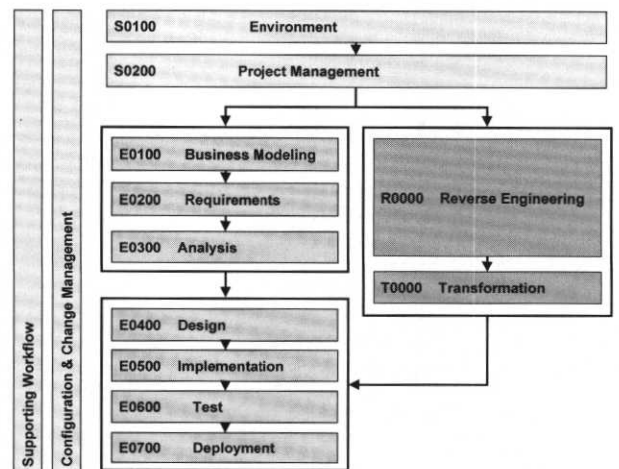 S0100 Environment
S0200 Project Management
E0100 Business Modeling
E0200 Requirements
E0300 Analysis
R0000 Reverse Engineering
T0000 Transformation
E0400 Design
E0500 Implementation
E0600 Test
E0700 Deployment
Supporting Workflow
Configuration & Change Management